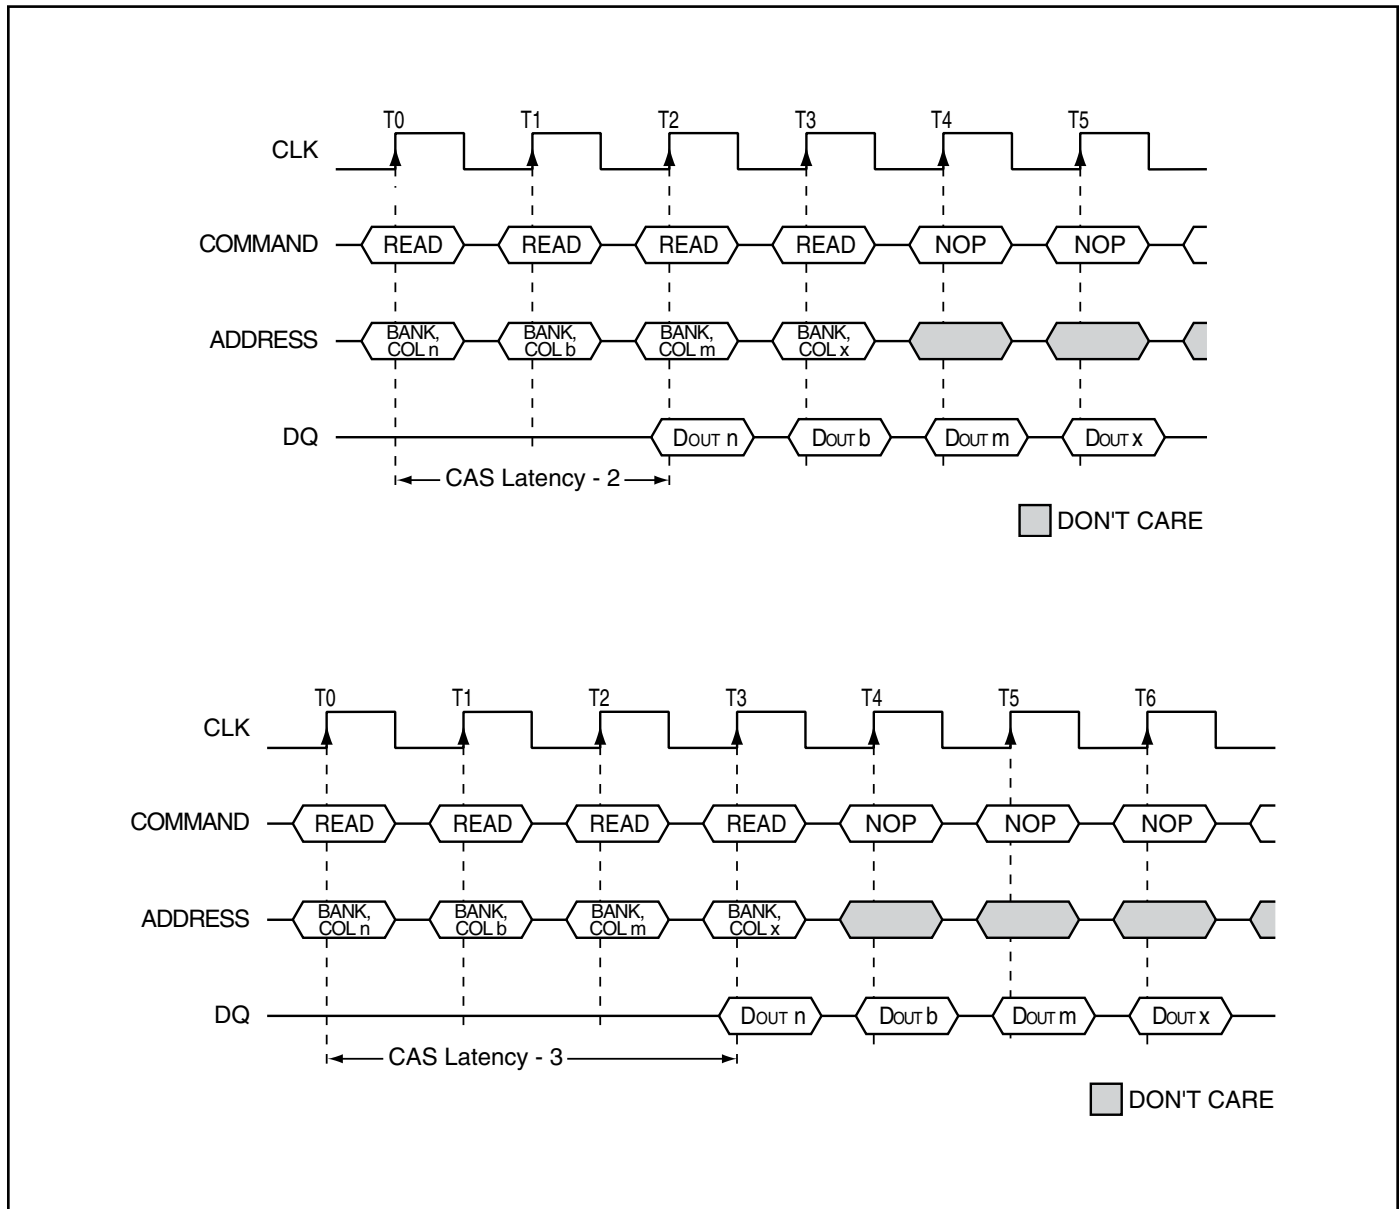 T0 T1 T2 T3 T4 T5
CLK
COMMAND READ READ READ READ NOP NOP
ADDRESS BANK, COL n BANK, COL b BANK, COL m BANK, COL x
DQ DOUT n DOUT b DOUT m DOUT x
CAS Latency - 2
DON'T CARE
T0 T1 T2 T3 T4 T5 T6
CLK
COMMAND READ READ READ READ NOP NOP NOP
ADDRESS BANK, COL n BANK, COL b BANK, COL m BANK, COL x
DQ DOUT n DOUT b DOUT m DOUT x
CAS Latency - 3
DON'T CARE